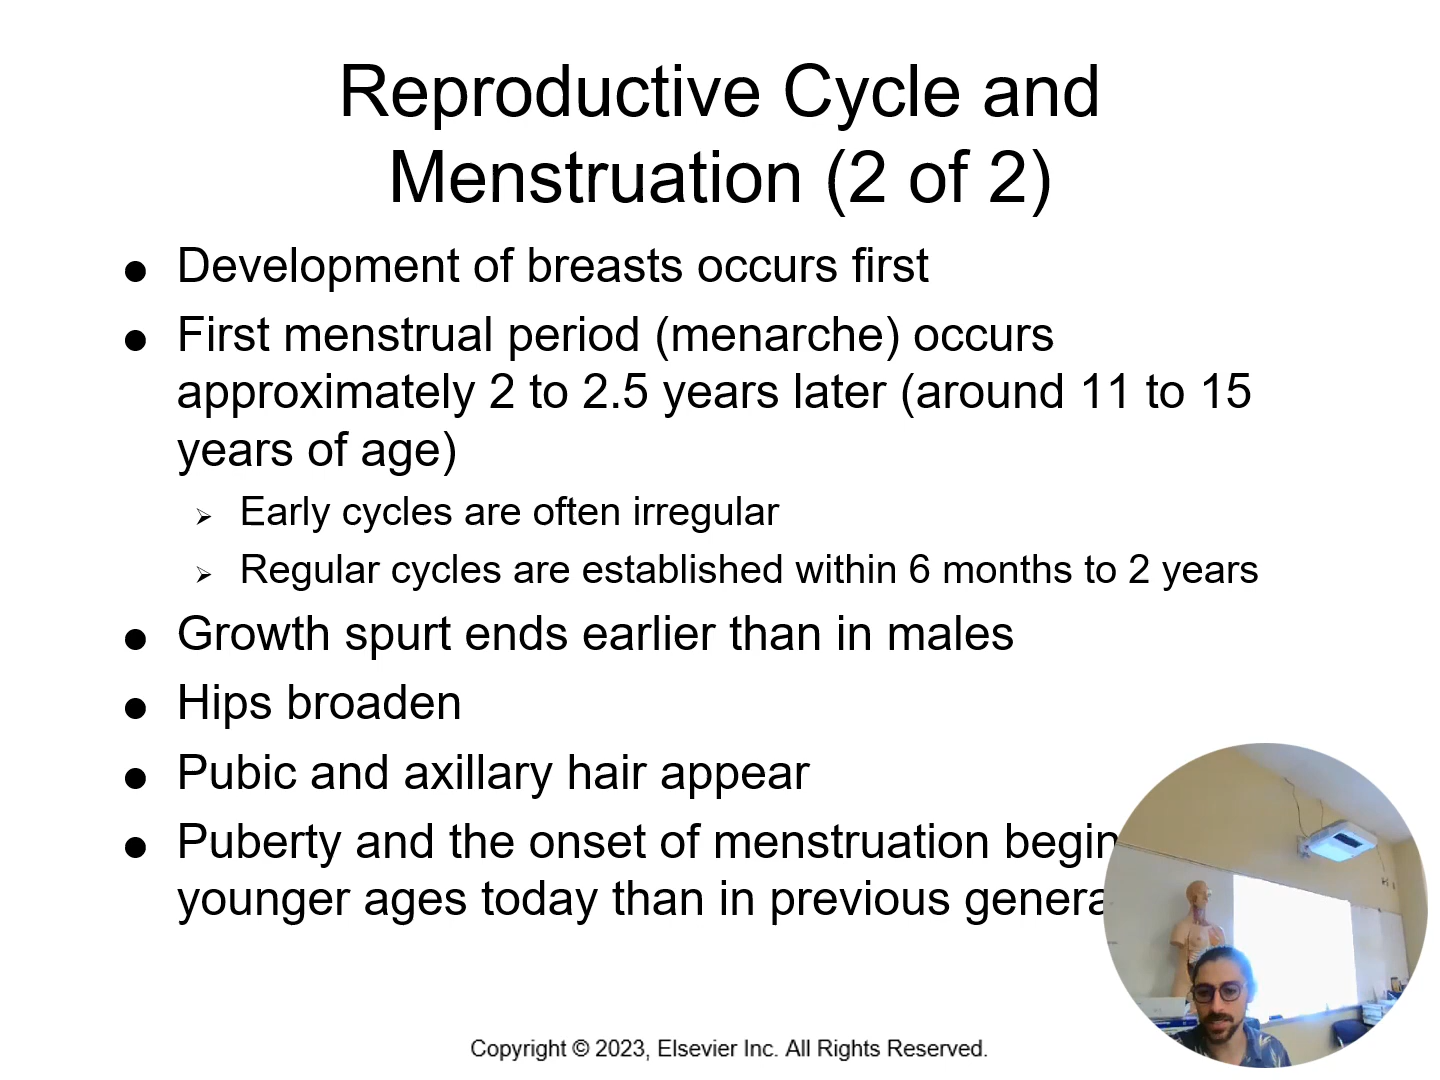 Reproductive Cycle and
Menstruation (2 of 2)
● Development of breasts occurs first
● First menstrual period (menarche) occurs
approximately 2 to 2.5 years later (around 11 to 15
years of age)
➢ Early cycles are often irregular
➢ Regular cycles are established within 6 months to 2 years
● Growth spurt ends earlier than in males
● Hips broaden
● Pubic and axillary hair appear
● Puberty and the onset of menstruation begin
younger ages today than in previous genera
Copyright © 2023, Elsevier Inc. All Rights Reserved.